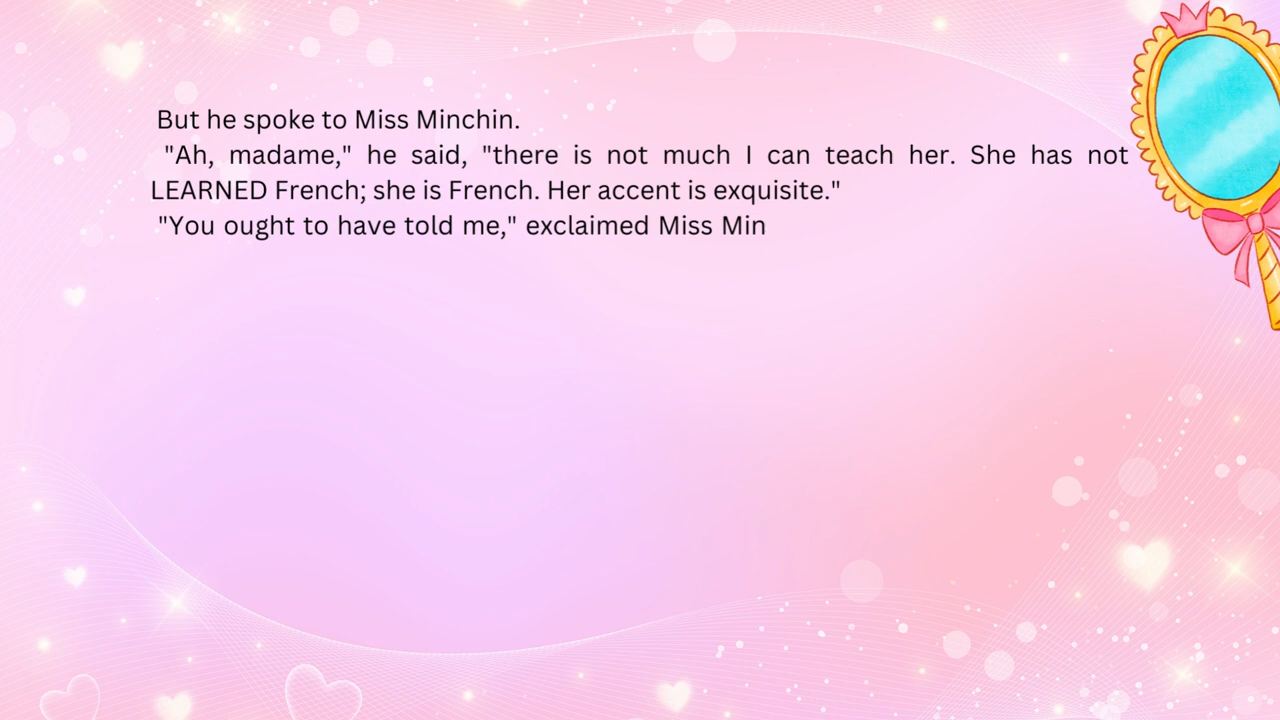 But he spoke to Miss Minchin.
"Ah, madame," he said, "there is not much I can teach her. She has not
LEARNED French; she is French. Her accent is exquisite."
"You ought to have told me," exclaimed Miss Min